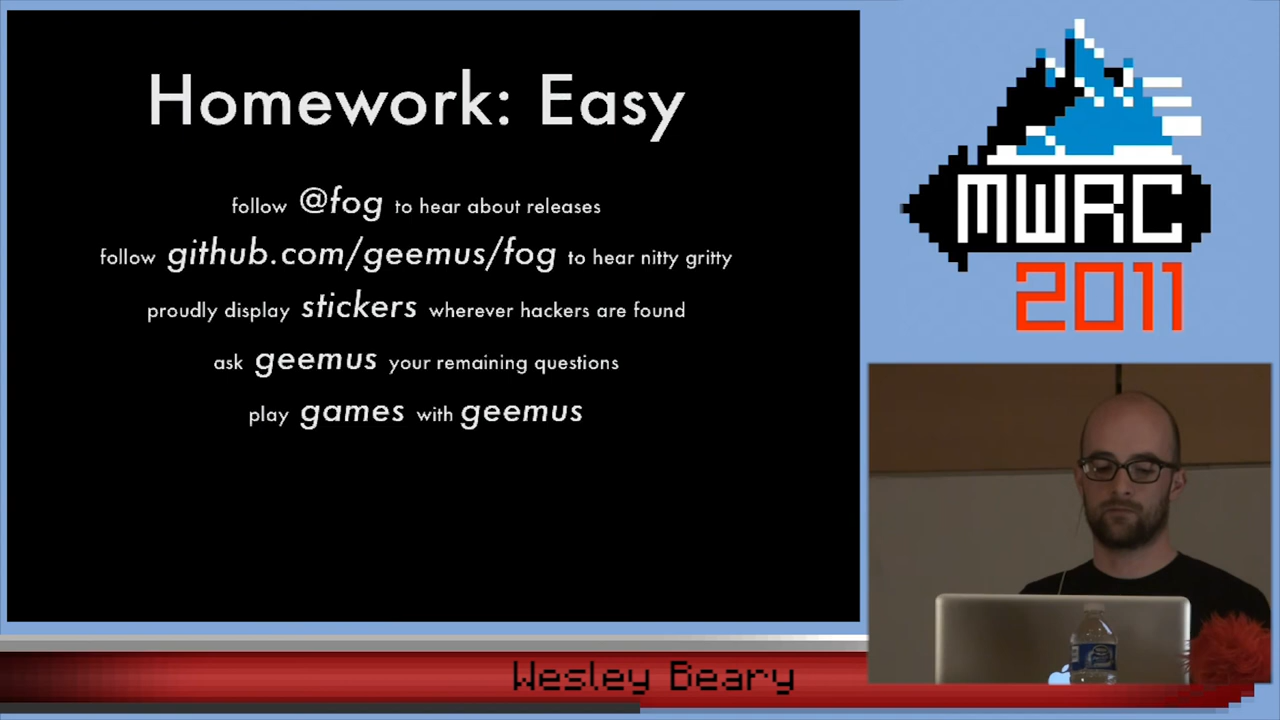 Homework: Easy
follow @fog to hear about releases
follow github.com/geemus/fog to hear nitty gritty
proudly display stickers wherever hackers are found
ask geemus your remaining questions
play games with geemus
MWRC
2011
Wesley Beary